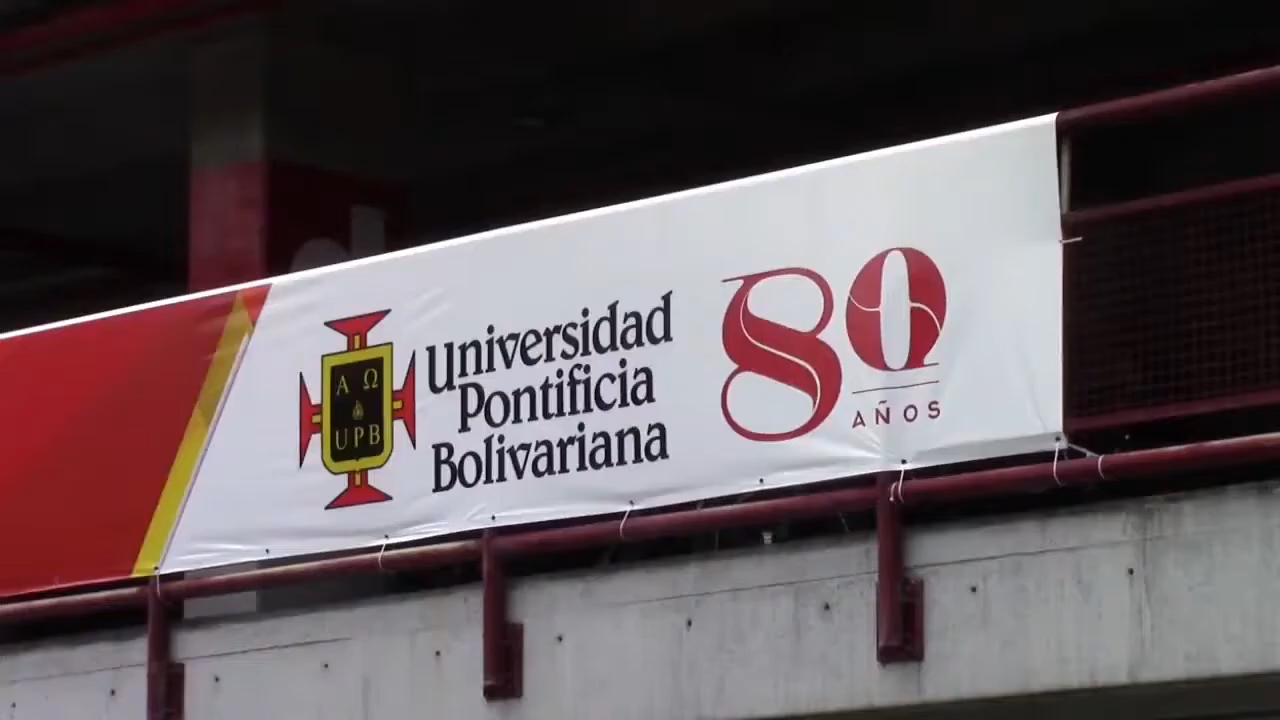 Α Ω
UPB
Universidad
Pontificia
Bolivariana
80
AÑOS